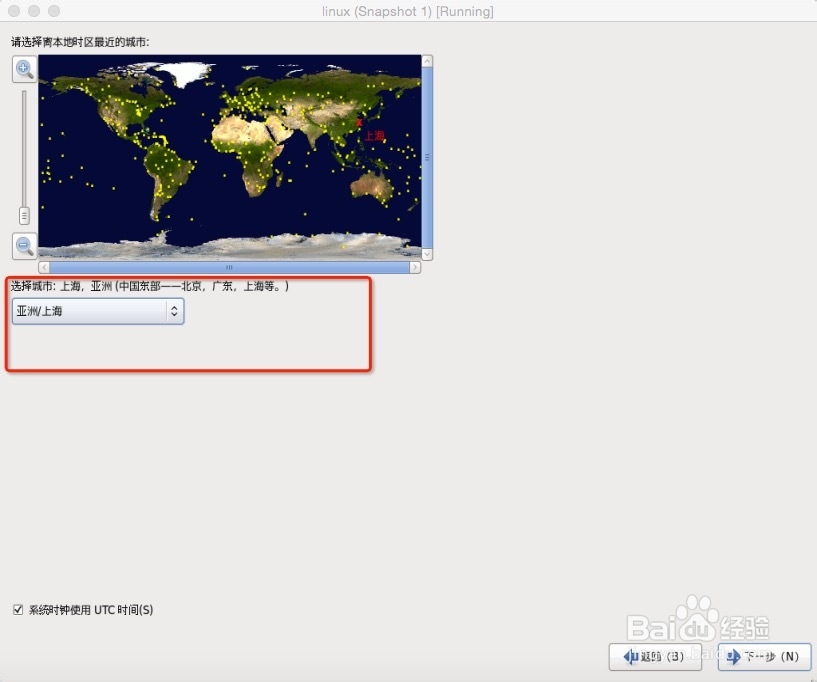 linux (Snapshot 1) [Running]
请选择离本地时区最近的城市:
上海
选择城市: 上海, 亚洲 (中国东部——北京, 广东, 上海等。)
亚洲/上海
系统时钟使用 UTC 时间(S)
Baidu 经验
返回 (B)
下一步 (N)